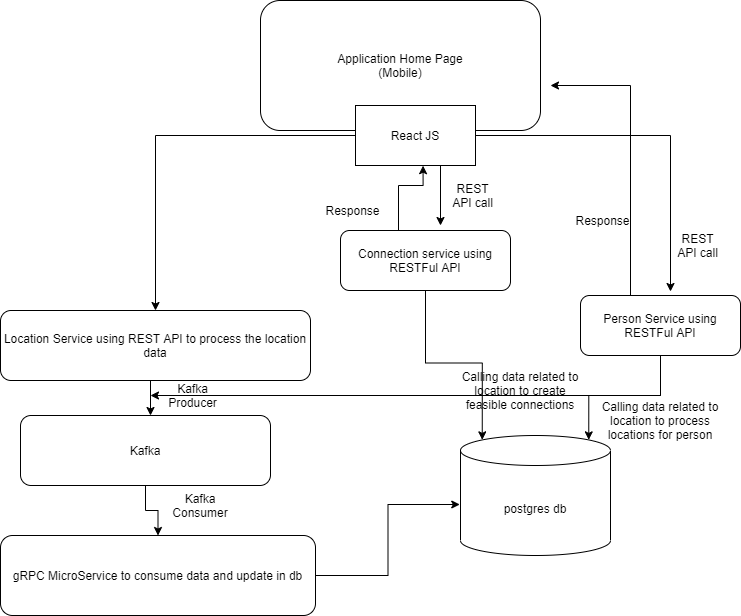 Application Home Page
(Mobile)
React JS
REST
API call
Response
Response
REST
API call
Connection service using
RESTFul API
Person Service using
RESTFul API
Location Service using REST API to process the location
data
Kafka
Producer
Calling data related to
location to create
feasible connections
Calling data related to
location to process
locations for person
Kafka
Kafka
Consumer
postgres db
gRPC MicroService to consume data and update in db